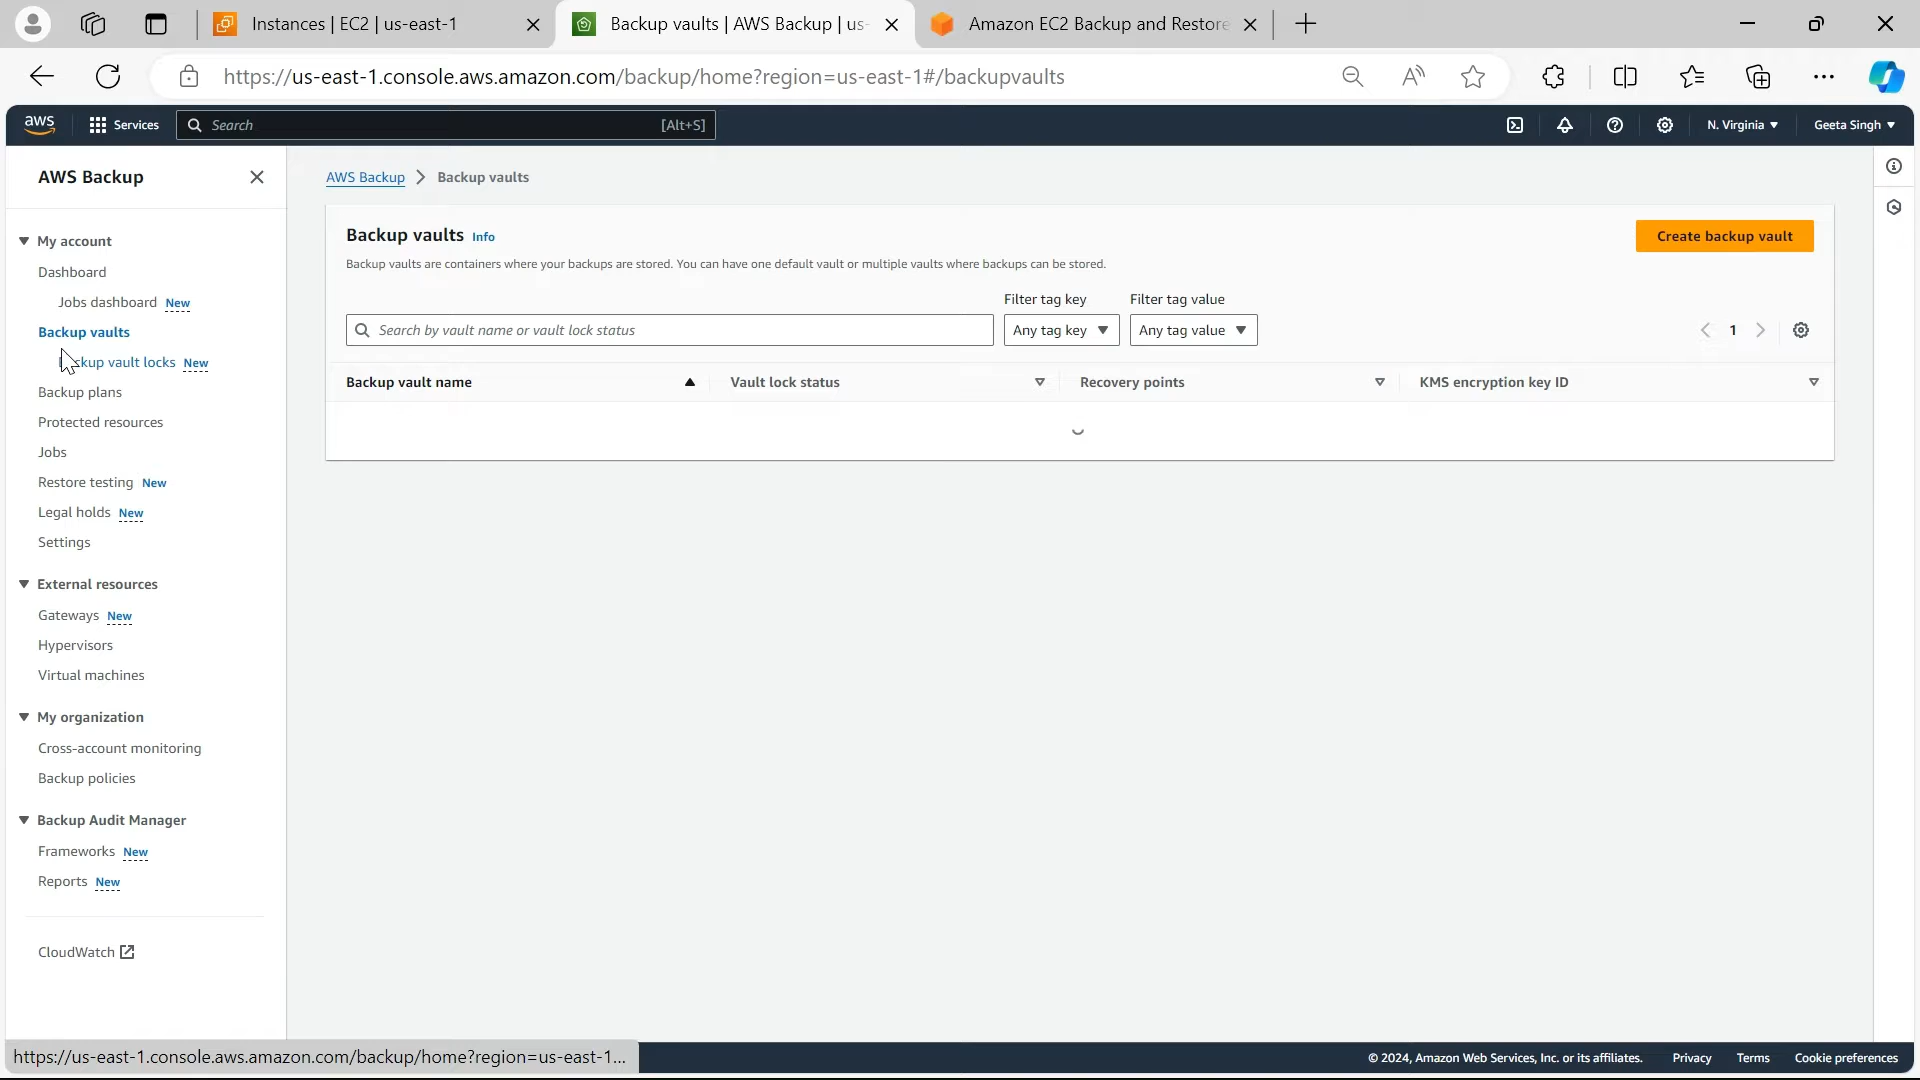 Instances | EC2 | us-east-1
Backup vaults | AWS Backup | us-
Amazon EC2 Backup and Restore
https://us-east-1.console.aws.amazon.com/backup/home?region=us-east-1#/backupvaults
aws
Services
Search
[Alt+S]
N. Virginia
Geeta Singh
AWS Backup
My account
Dashboard
Jobs dashboard New
Backup vaults
ckup vault locks New
Backup plans
Protected resources
Jobs
Restore testing New
Legal holds New
Settings
External resources
Gateways New
Hypervisors
Virtual machines
My organization
Cross-account monitoring
Backup policies
Backup Audit Manager
Frameworks New
Reports New
CloudWatch
AWS Backup > Backup vaults
Backup vaults Info
Create backup vault
Backup vaults are containers where your backups are stored. You can have one default vault or multiple vaults where backups can be stored.
Filter tag key
Filter tag value
Search by vault name or vault lock status
Any tag key
Any tag value
1
Backup vault name
Vault lock status
Recovery points
KMS encryption key ID
https://us-east-1.console.aws.amazon.com/backup/home?region=us-east-1...
© 2024, Amazon Web Services, Inc. or its affiliates.
Privacy
Terms
Cookie preferences